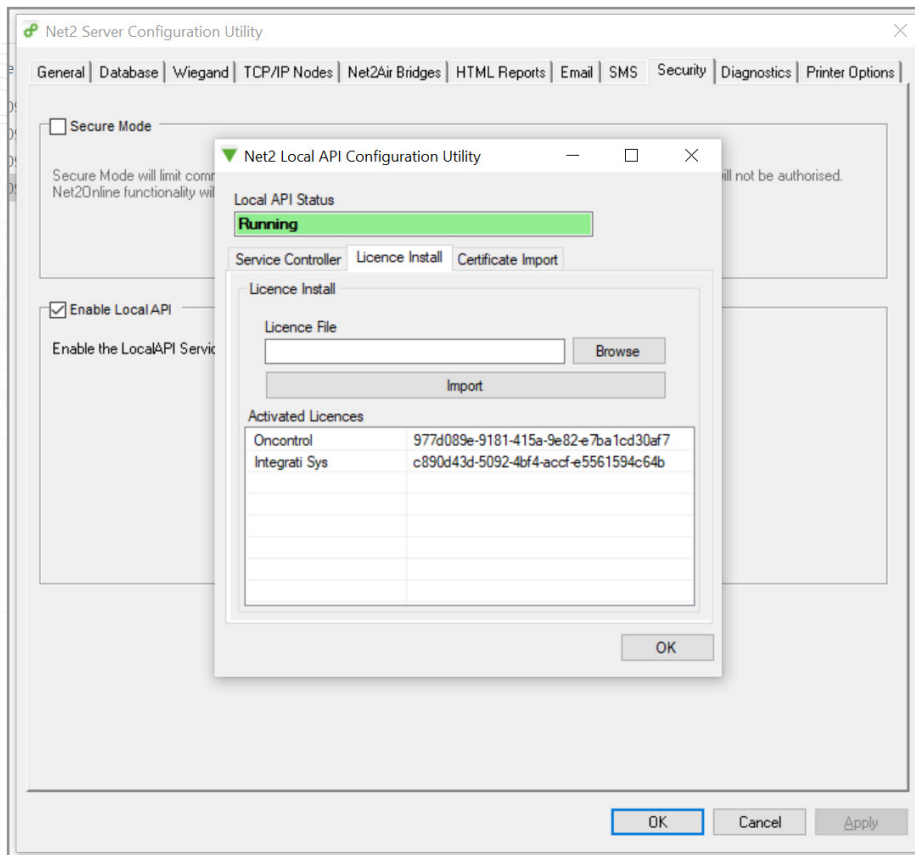 Net2 Server Configuration Utility
General Database Wiegand TCP/IP Nodes Net2Air Bridges HTML Reports Email SMS Security Diagnostics Printer Options
Secure Mode
Secure Mode will limit
will not be authorised.
Net2Online functionality
Net2 Local API Configuration Utility
Local API Status
Running
Service Controller Licence Install Certificate Import
Licence Install
Licence File
Browse
Import
Activated Licences
Oncontrol 977d089e-9181-415a-9e82-e7ba1cd30af7
Integrati Sys c890d43d-5092-4bf4-accf-e5561594c64b
OK
Enable Local API
Enable the LocalAPI
OK Cancel Apply